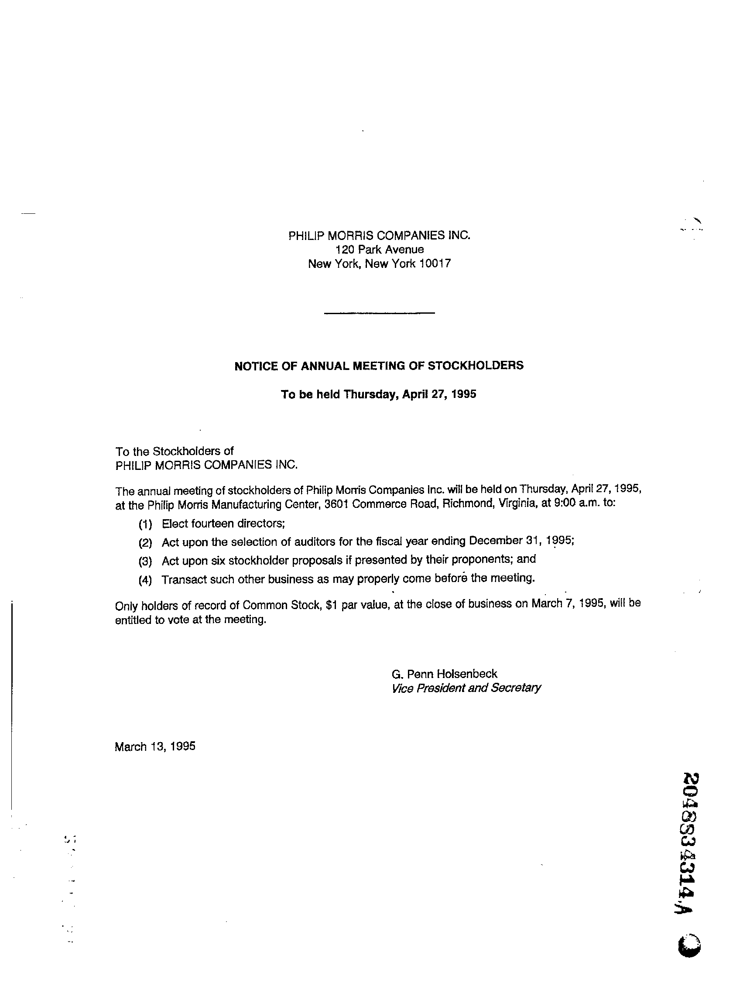 PHILIP MORRIS COMPANIES INC.
120 Park Avenue
New York, New York 10017
NOTICE OF ANNUAL MEETING OF STOCKHOLDERS
To be held Thursday, April 27, 1995
To the Stockholders of
PHILIP MORRIS COMPANIES INC.
The annual meeting of stockholders of Philip Morris Companies Inc. will be held on Thursday, April 27, 1995,
at the Philip Morris Manufacturing Center, 3601 Commerce Road, Richmond, Virginia, at 9:00 a.m. to:
(1) Elect fourteen directors;
(2) Act upon the selection of auditors for the fiscal year ending December 31, 1995;
(3) Act upon six stockholder proposals if presented by their proponents; and
(4) Transact such other business as may properly come before the meeting.
Only holders of record of Common Stock, $1 par value, at the close of business on March 7, 1995, will be
entitled to vote at the meeting.
G. Penn Holsenbeck
Vice President and Secretary
March 13, 1995
2048834314A